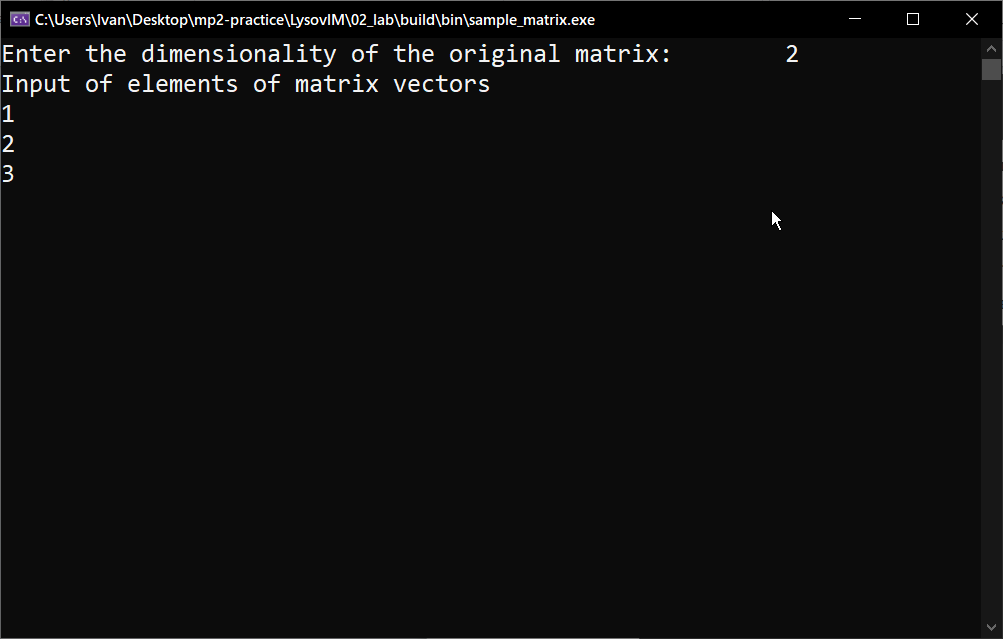 C:\Users\Ivan\Desktop\mp2-practice\LysovIM\02_lab\build\bin\sample_matrix.exe
Enter the dimensionality of the original matrix: 2
Input of elements of matrix vectors
1
2
3